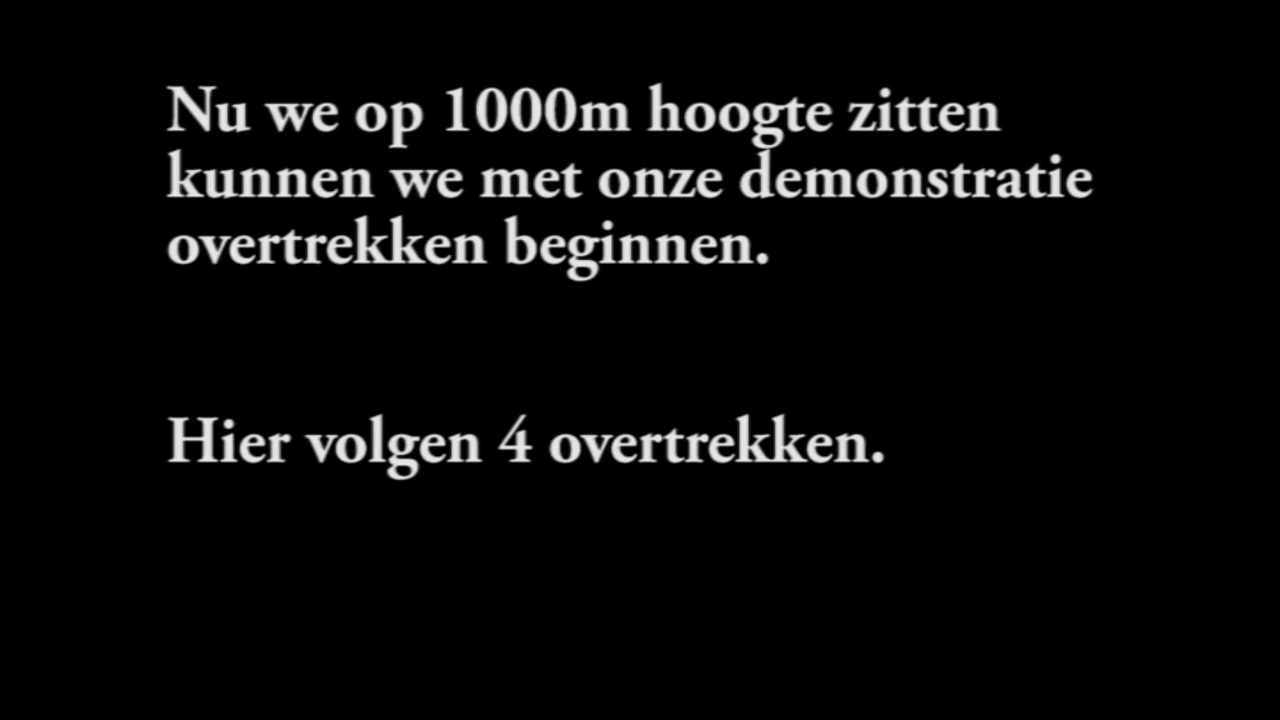 Nu we op 1000m hoogte zitten
kunnen we met onze demonstratie
overtrekken beginnen.
Hier volgen 4 overtrekken.